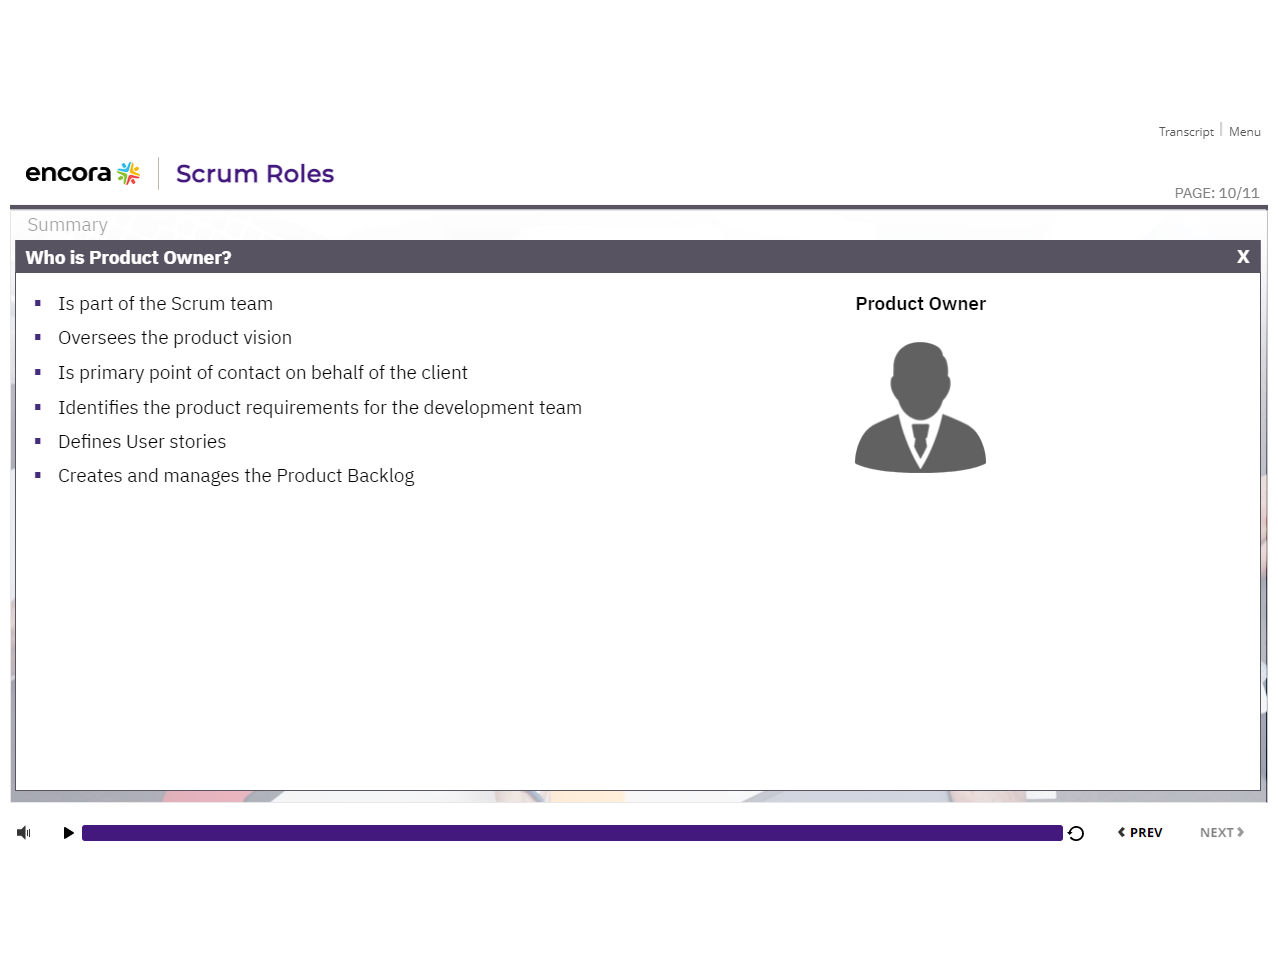 Transcript | Menu
encora | Scrum Roles
PAGE: 10/11
Summary
Who is Product Owner? X
▪ Is part of the Scrum team
Product Owner
▪ Oversees the product vision
▪ Is primary point of contact on behalf of the client
▪ Identifies the product requirements for the development team
▪ Defines User stories
▪ Creates and manages the Product Backlog
PREV NEXT